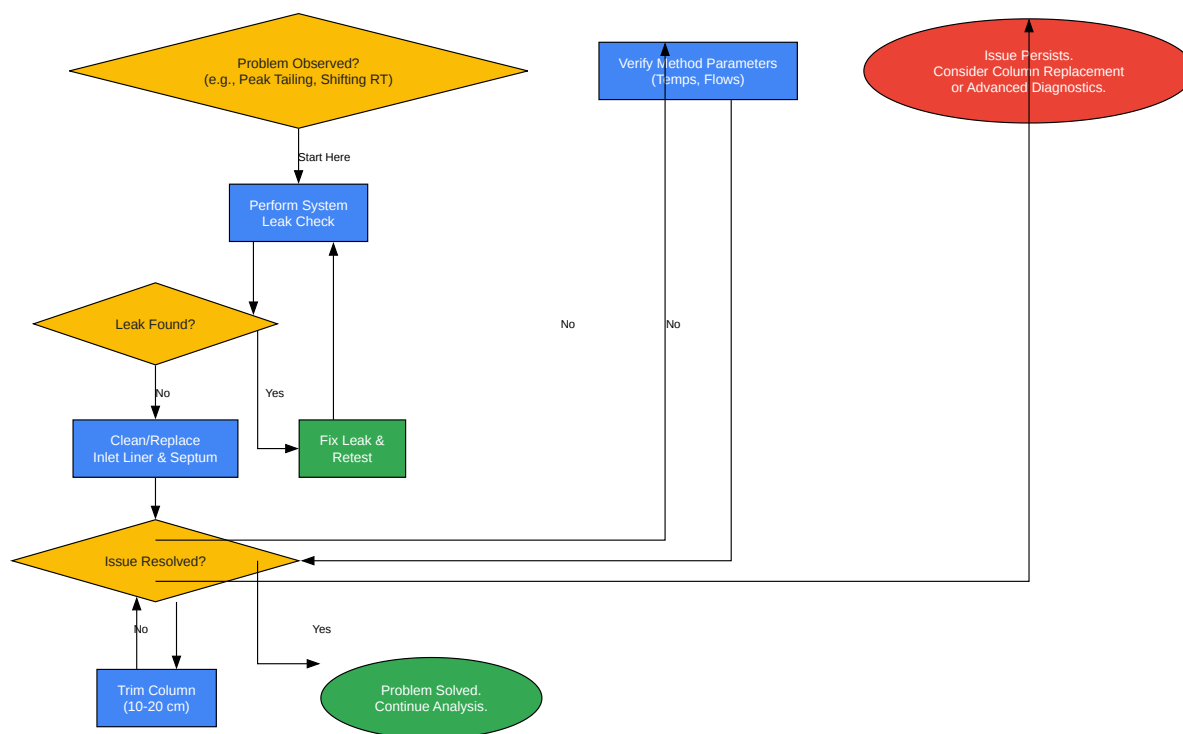 Problem Observed?
(e.g., Peak Tailing, Shifting RT)
Verify Method Parameters
(Temps, Flows)
Issue Persists.
Consider Column Replacement
or Advanced Diagnostics.
Start Here
Perform System
Leak Check
Leak Found?
No
No
No
Yes
Clean/Replace
Inlet Liner & Septum
Fix Leak &
Retest
Issue Resolved?
No
Yes
Trim Column
(10-20 cm)
Problem Solved.
Continue Analysis.